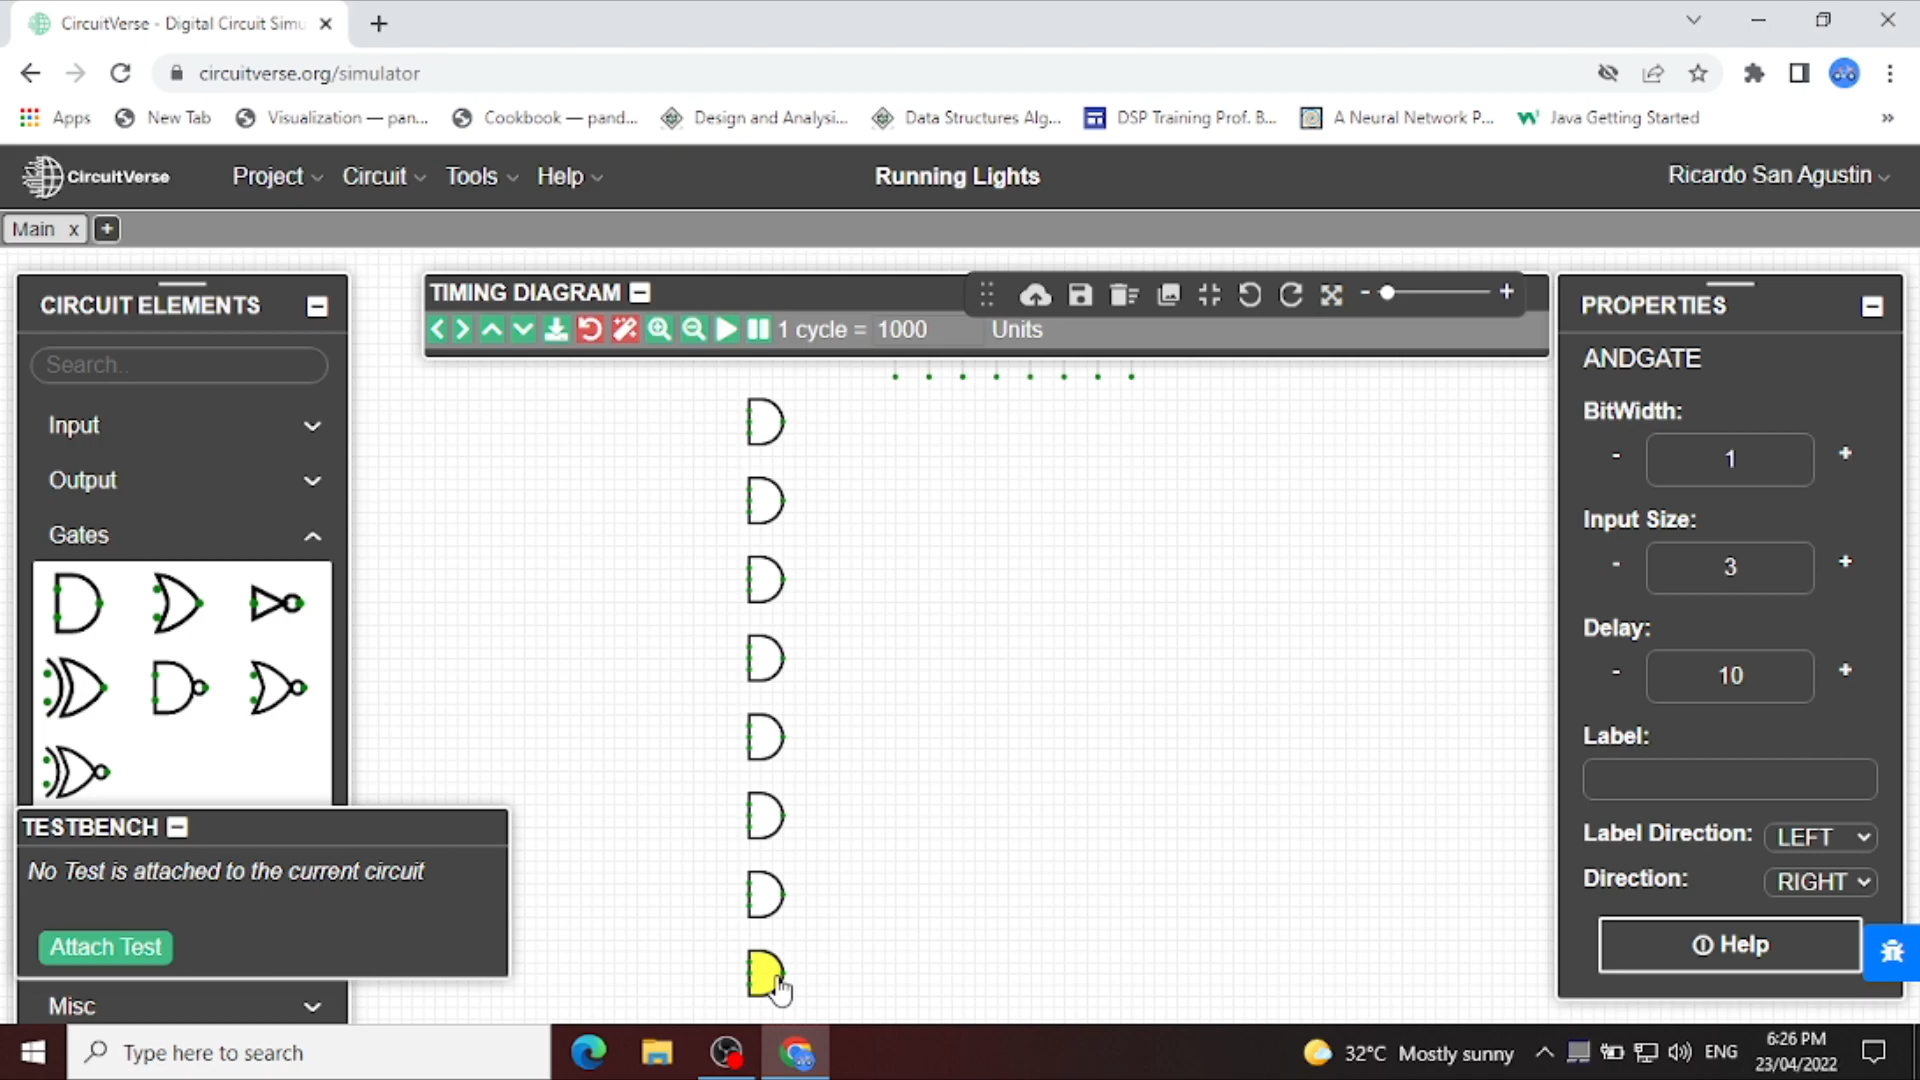 CircuitVerse - Digital Circuit Simu
circuitverse.org/simulator
Apps
New Tab
Visualization — pan...
Cookbook — pand...
Design and Analysi...
Data Structures Alg...
DSP Training Prof. B...
A Neural Network P...
Java Getting Started
»
CircuitVerse
Project
Circuit
Tools
Help
Running Lights
Ricardo San Agustin
Main x
CIRCUIT ELEMENTS
Search..
Input
Output
Gates
TESTBENCH
No Test is attached to the current circuit
Attach Test
Misc
TIMING DIAGRAM
1 cycle = 1000 Units
- +
PROPERTIES
ANDGATE
BitWidth:
- 1 +
Input Size:
- 3 +
Delay:
- 10 +
Label:
Label Direction: LEFT
Direction: RIGHT
Help
Type here to search
32°C Mostly sunny
ENG
6:26 PM
23/04/2022